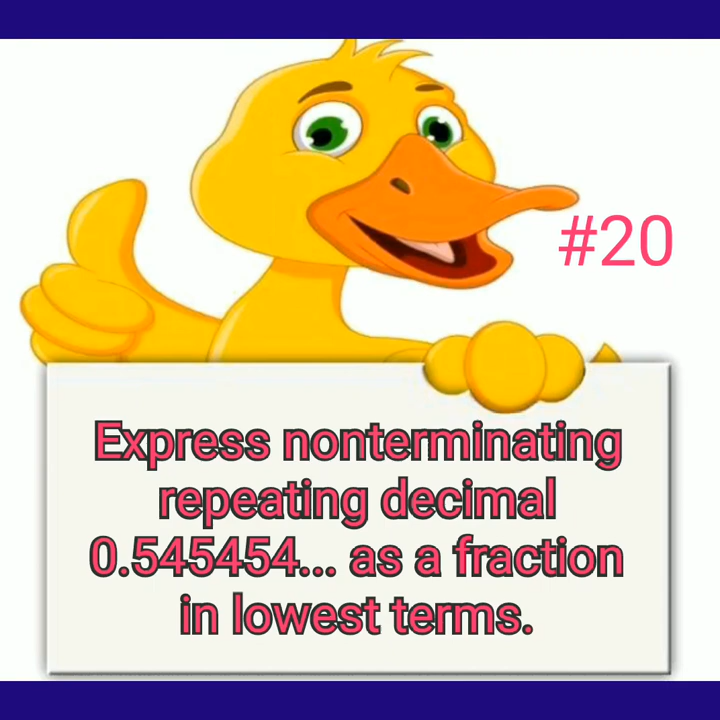 #20
Express nonterminating
repeating decimal
0.545454... as a fraction
in lowest terms.